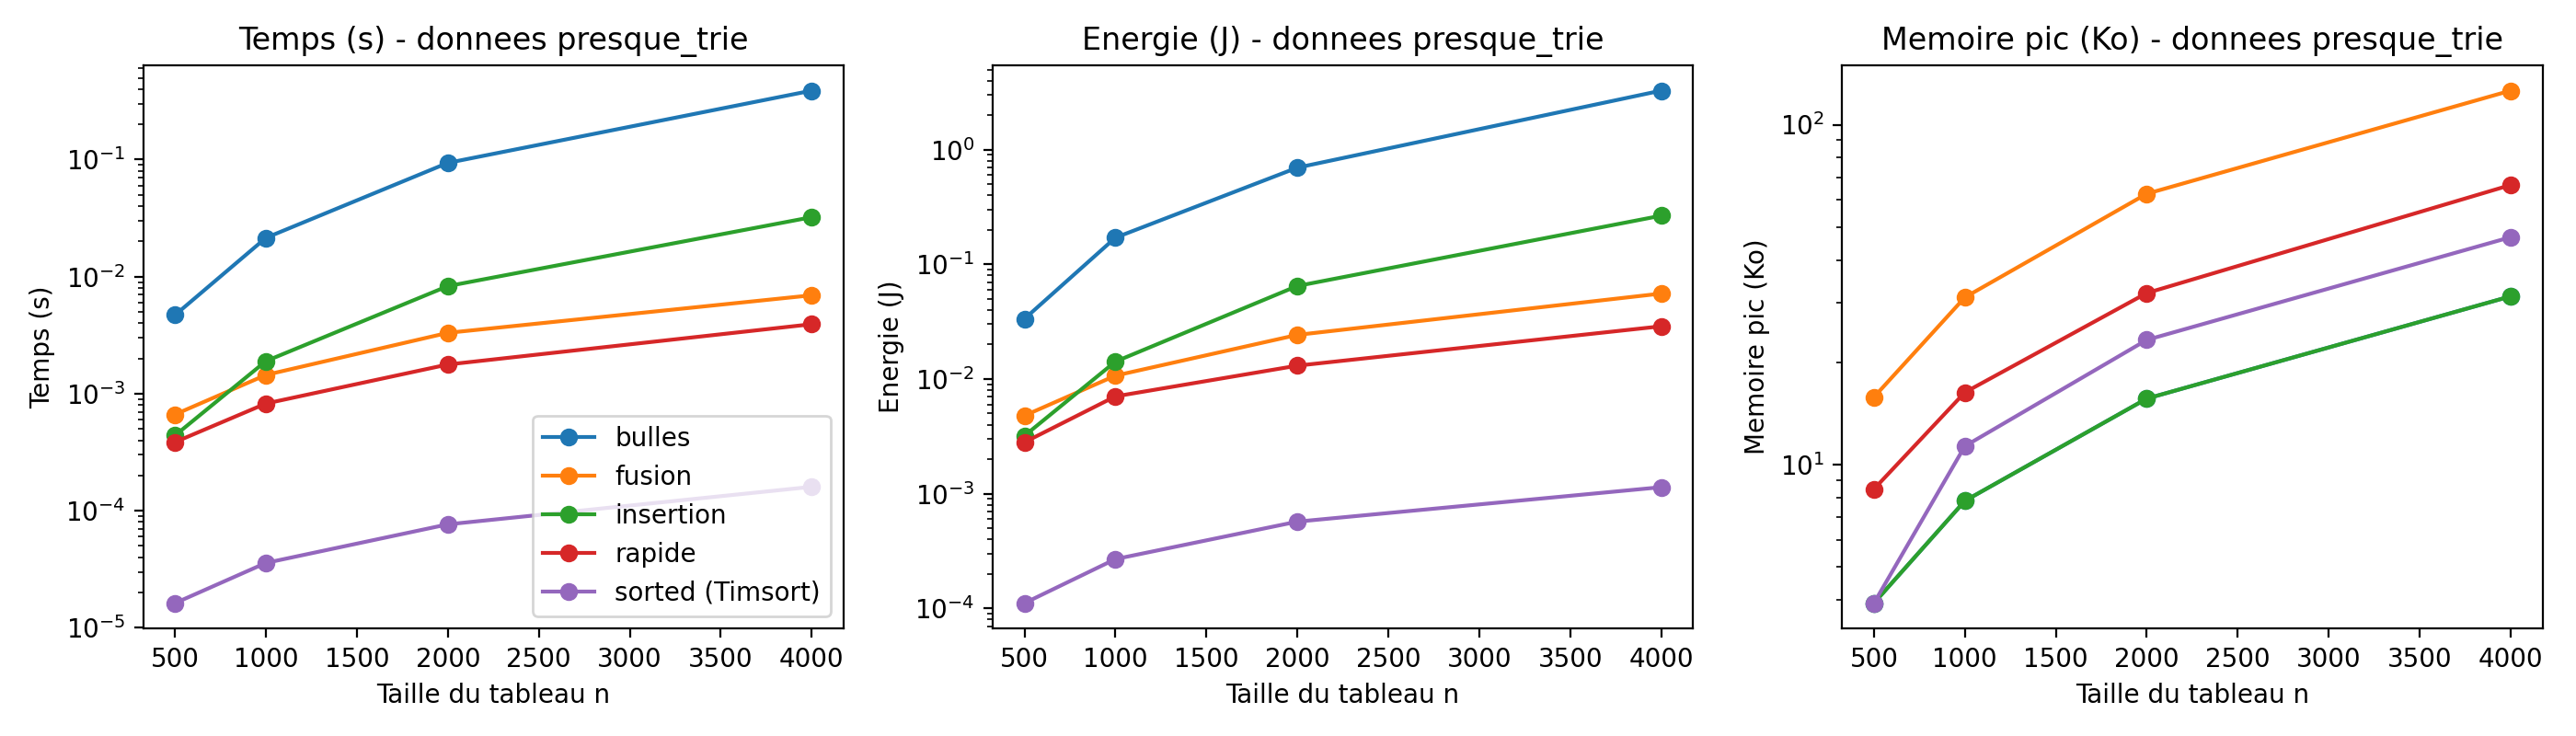 Temps (s) - donnees presque_trie
Temps (s)
10⁻¹
10⁻²
10⁻³
10⁻⁴
10⁻⁵
bulles
fusion
insertion
rapide
sorted (Timsort)
500 1000 1500 2000 2500 3000 3500 4000
Taille du tableau n
Energie (J) - donnees presque_trie
Energie (J)
10⁰
10⁻¹
10⁻²
10⁻³
10⁻⁴
500 1000 1500 2000 2500 3000 3500 4000
Taille du tableau n
Memoire pic (Ko) - donnees presque_trie
Memoire pic (Ko)
10²
10¹
500 1000 1500 2000 2500 3000 3500 4000
Taille du tableau n